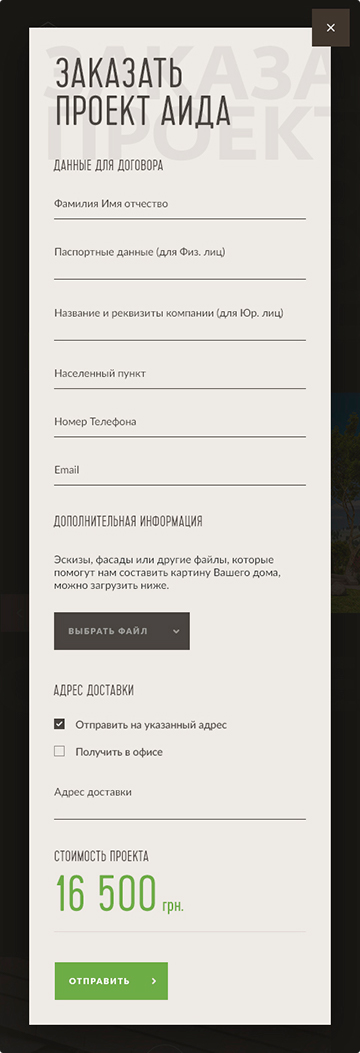 ЗАКАЗАТЬ
ПРОЕКТ АИДА
ДАННЫЕ ДЛЯ ДОГОВОРА
Фамилия Имя отчество
Паспортные данные (для Физ. лиц)
Название и реквизиты компании (для Юр. лиц)
Населенный пункт
Номер Телефона
Email
ДОПОЛНИТЕЛЬНАЯ ИНФОРМАЦИЯ
Эскизы, фасады или другие файлы, которые
помогут нам составить картину Вашего дома,
можно загрузить ниже.
ВЫБРАТЬ ФАЙЛ
АДРЕС ДОСТАВКИ
Отправить на указанный адрес
Получить в офисе
Адрес доставки
СТОИМОСТЬ ПРОЕКТА
16 500 грн.
ОТПРАВИТЬ